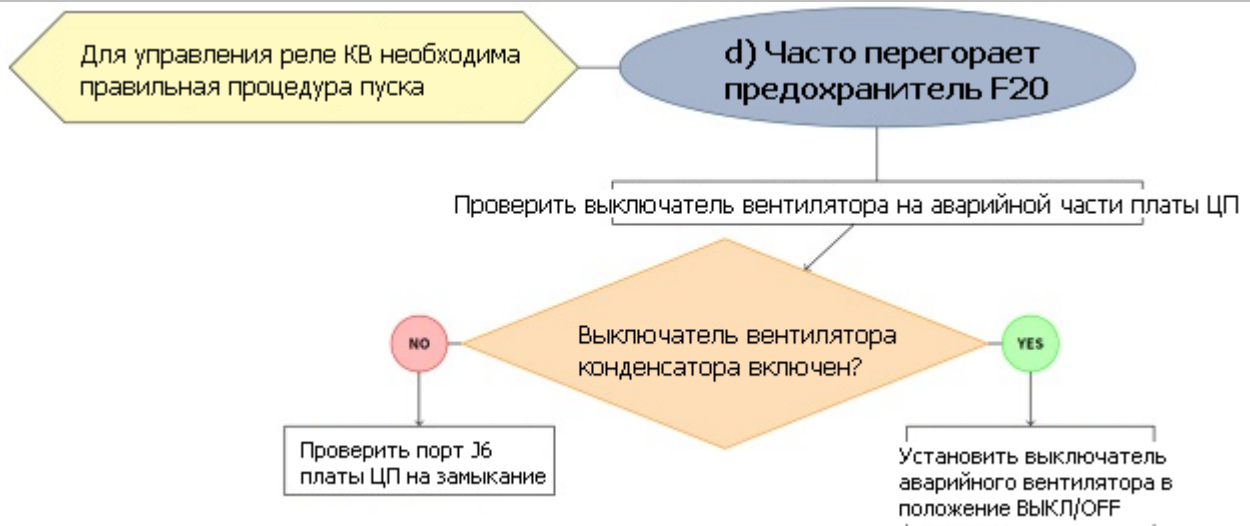 Для управления реле КВ необходима
правильная процедура пуска
d) Часто перегорает
предохранитель F20
Проверить выключатель вентилятора на аварийной части платы ЦП
Выключатель вентилятора
конденсатора включен?
NO
YES
Проверить порт J6
платы ЦП на замыкание
Установить выключатель
аварийного вентилятора в
положение ВЫКЛ/OFF